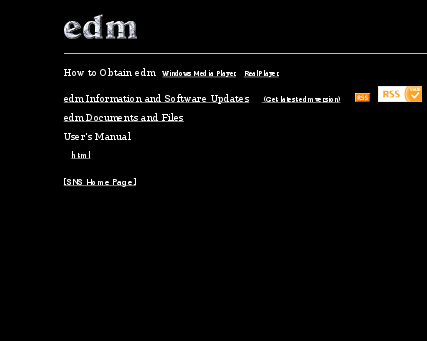 edm
How to Obtain edm Windows Media Player RealPlayer
edm Information and Software Updates (Get latest edm version) RSS RSS
edm Documents and Files
User's Manual
html
[SNS Home Page]